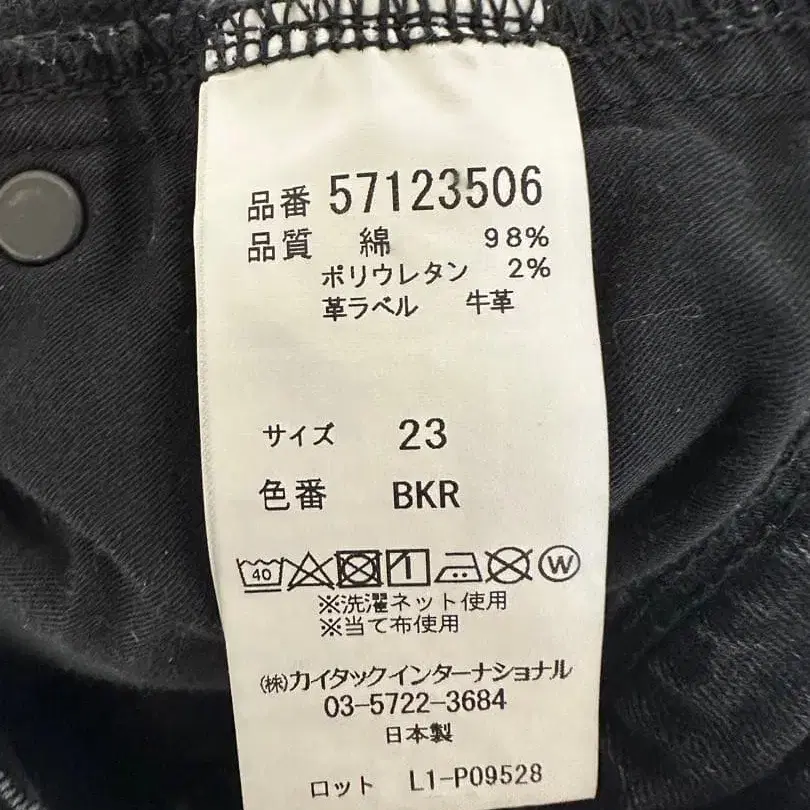 品番 57123506
品質 綿 98%
ポリウレタン 2%
革ラベル 牛革
サイズ 23
色番 BKR
40 W
※洗濯ネット使用
※当て布使用
㈱カイタックインターナショナル
03-5722-3684
日本製
ロット L1-P09528